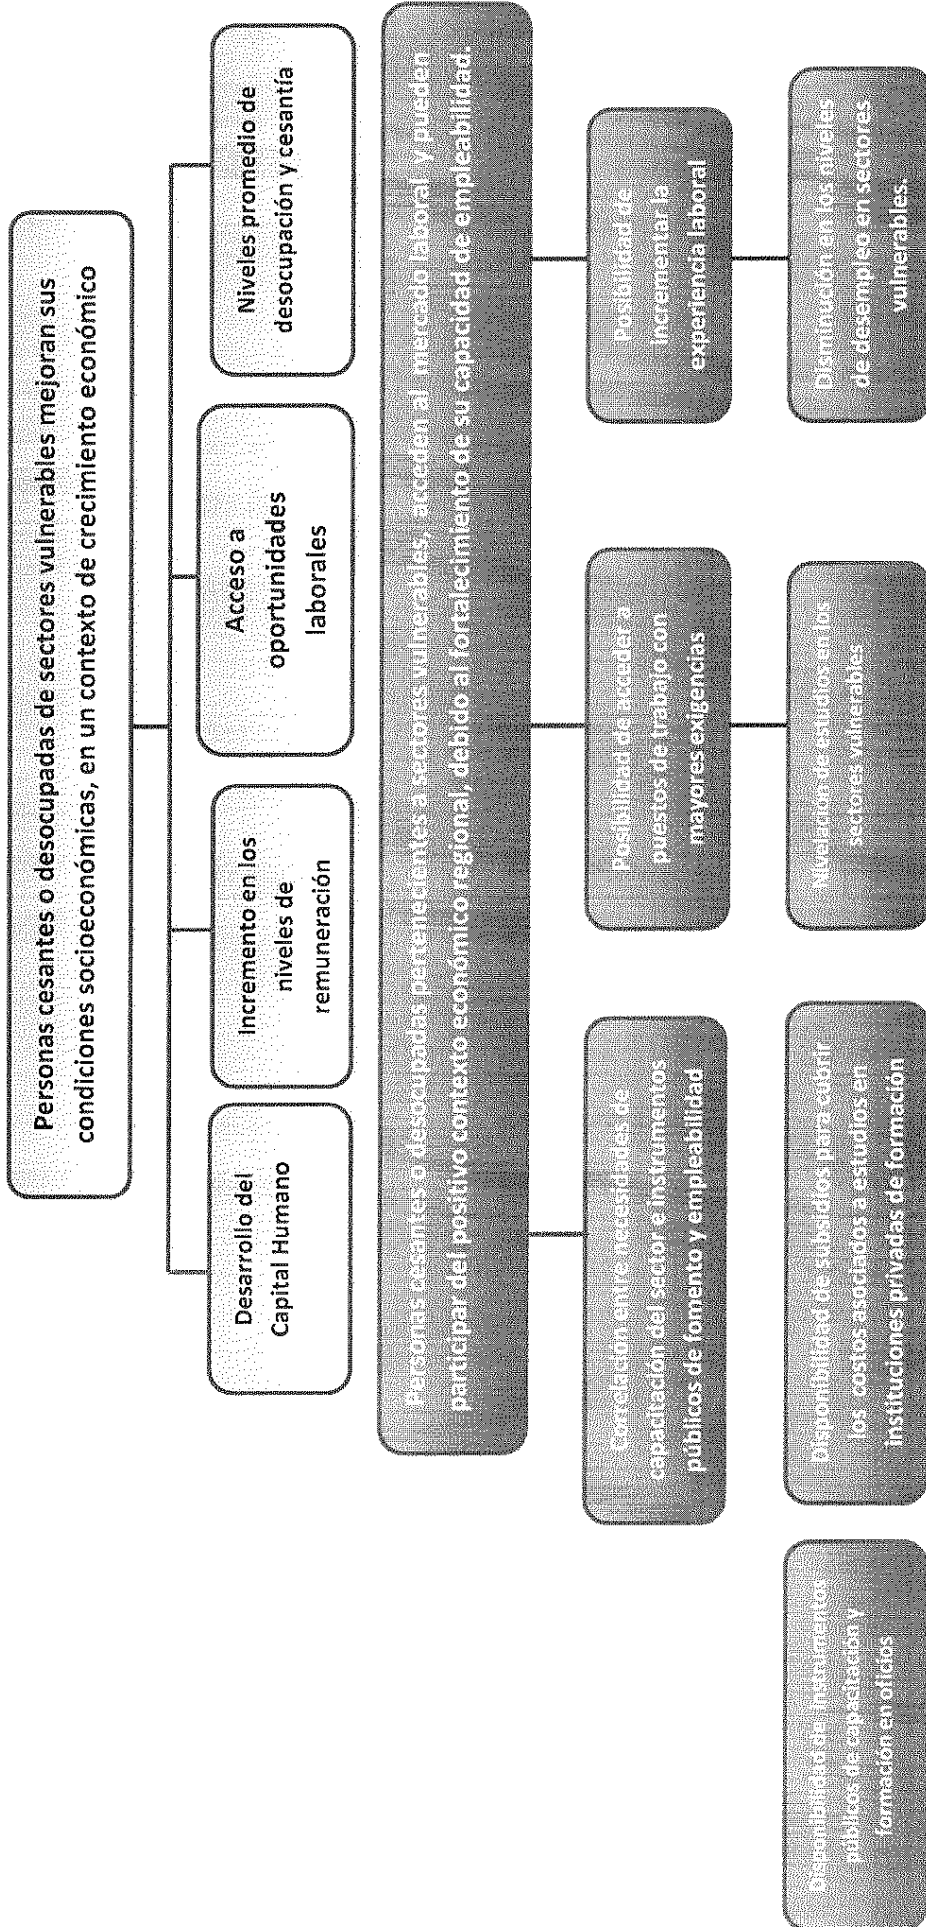 Personas cesantes o desocupadas de sectores vulnerables mejoran sus
condiciones socioeconómicas, en un contexto de crecimiento económico
Desarrollo del
Capital Humano
Incremento en los
niveles de
remuneración
Acceso a
oportunidades
laborales
Niveles promedio de
desocupación y cesantía
Personas cesantes o desocupadas pertenecientes a sectores vulnerables, acceden al mercado laboral y pueden
participar del positivo contexto económico regional, debido al fortalecimiento de su capacidad de empleabilidad.
Correlación entre necesidades de
capacitación del sector e instrumentos
públicos de fomento y empleabilidad
Posibilidad de acceder a
puestos de trabajo con
mayores exigencias
Posibilidad de
incrementar la
experiencia laboral
Disponibilidad de instrumentos
públicos de capacitación y
formación en oficios
Disponibilidad de subsidios para cubrir
los costos asociados a estudios en
instituciones privadas de formación
Nivelación de estudios en los
sectores vulnerables
Disminución en los niveles
de desempleo en sectores
vulnerables.